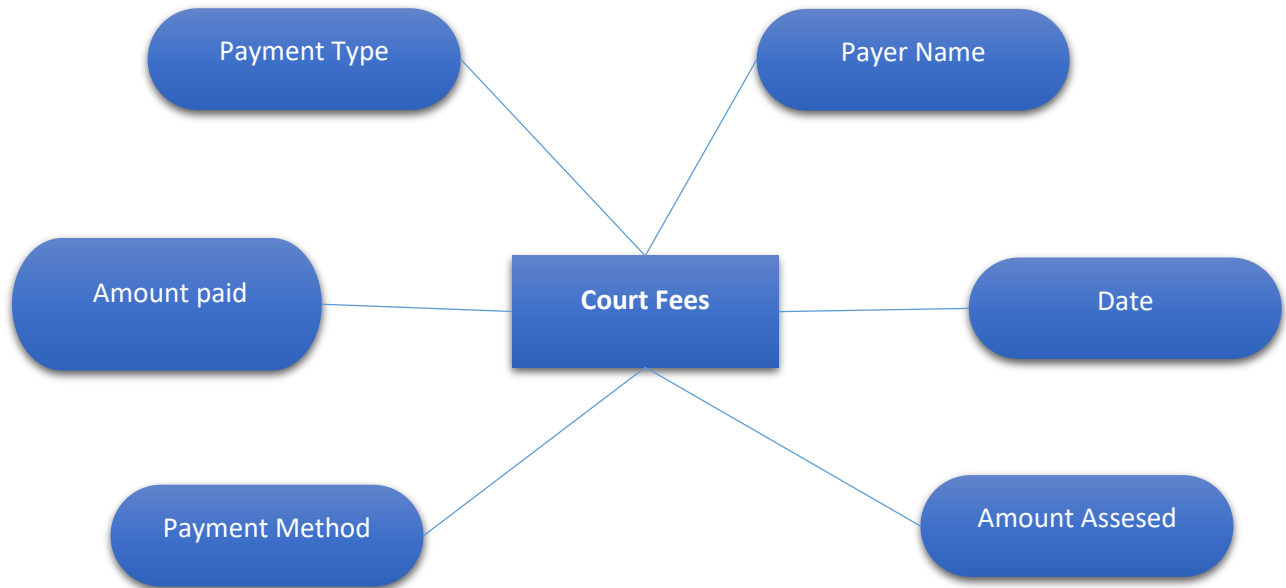 Payment Type
Payer Name
Amount paid
Court Fees
Date
Payment Method
Amount Assesed